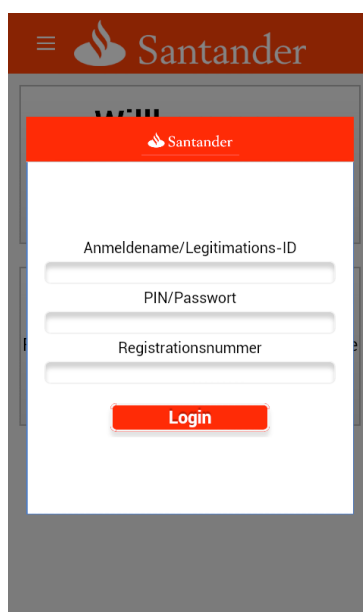 Santander
Santander
Anmeldename/Legitimations-ID
PIN/Passwort
Registrationsnummer
Login